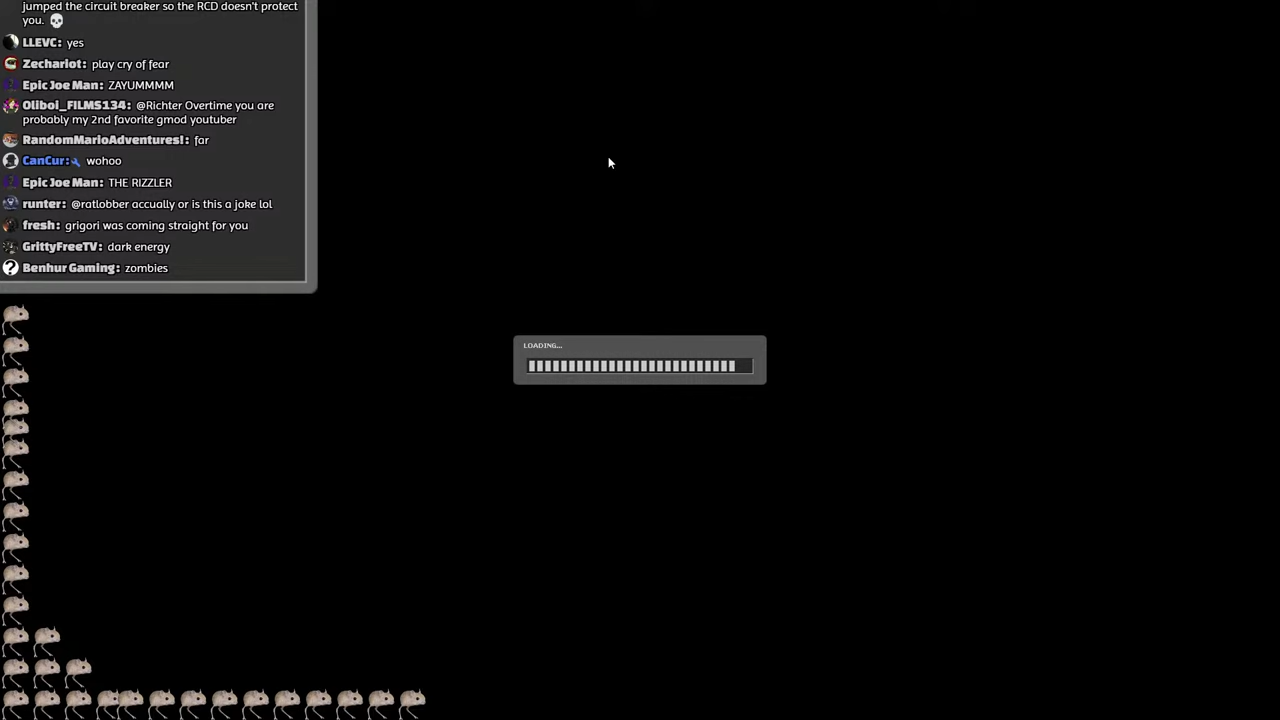 jumped the circuit breaker so the RCD doesn't protect
you. 💀
LLEVC: yes
Zechariot: play cry of fear
Epic Joe Man: ZAYUMMMM
Oliboi_FILMS134: @Richter Overtime you are
probably my 2nd favorite gmod youtuber
RandomMarioAdventures!: far
CanCur: wohoo
Epic Joe Man: THE RIZZLER
runter: @ratlobber accually or is this a joke lol
fresh: grigori was coming straight for you
GrittyFreeTV: dark energy
Benhur Gaming: zombies
LOADING...